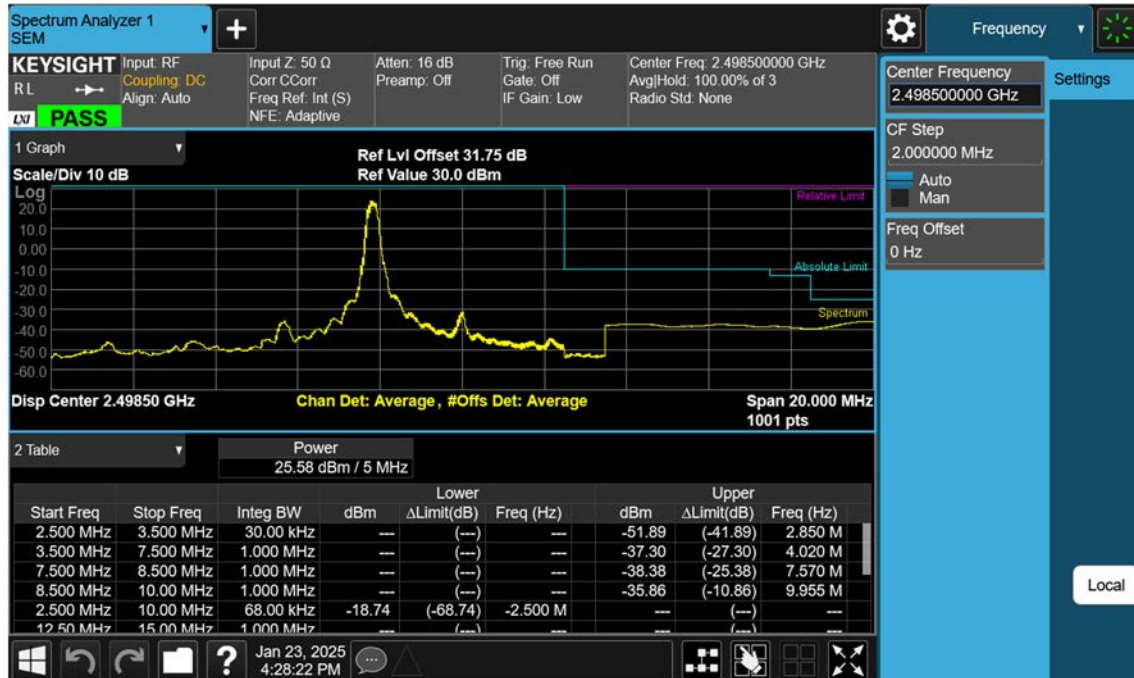 Spectrum Analyzer 1
SEM
Frequency
KEYSIGHT
RL
LXI PASS
Input: RF
Coupling: DC
Align: Auto
Input Z: 50 Ω
Corr CCorr
Freq Ref: Int (S)
NFE: Adaptive
Atten: 16 dB
Preamp: Off
Trig: Free Run
Gate: Off
IF Gain: Low
Center Freq: 2.498500000 GHz
Avg|Hold: 100.00% of 3
Radio Std: None
Center Frequency
2.498500000 GHz
Settings
CF Step
2.000000 MHz
Auto
Man
Freq Offset
0 Hz
1 Graph
Ref Lvl Offset 31.75 dB
Scale/Div 10 dB
Ref Value 30.0 dBm
Log
20.0
10.0
0.00
-10.0
-20.0
-30.0
-40.0
-50.0
-60.0
Relative Limit
Absolute Limit
Spectrum
Disp Center 2.49850 GHz
Chan Det: Average, #Offs Det: Average
Span 20.000 MHz
1001 pts
2 Table
Power
25.58 dBm / 5 MHz
Lower Upper
Start Freq Stop Freq Integ BW dBm ΔLimit(dB) Freq (Hz) dBm ΔLimit(dB) Freq (Hz)
2.500 MHz 3.500 MHz 30.00 kHz --- (---) --- -51.89 (-41.89) 2.850 M
3.500 MHz 7.500 MHz 1.000 MHz --- (---) --- -37.30 (-27.30) 4.020 M
7.500 MHz 8.500 MHz 1.000 MHz --- (---) --- -38.38 (-25.38) 7.570 M
8.500 MHz 10.00 MHz 1.000 MHz --- (---) --- -35.86 (-10.86) 9.955 M
2.500 MHz 10.00 MHz 68.00 kHz -18.74 (-68.74) -2.500 M --- (---) ---
12.50 MHz 15.00 MHz 1.000 MHz --- (---) --- --- (---) ---
Local
?
Jan 23, 2025
4:28:22 PM